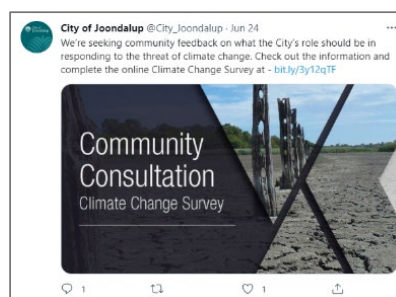 City of Joondalup @City_Joondalup · Jun 24
We're seeking community feedback on what the City's role should be in
responding to the threat of climate change. Check out the information and
complete the online Climate Change Survey at - bit.ly/3y12qTF
Community
Consultation
Climate Change Survey
1 1